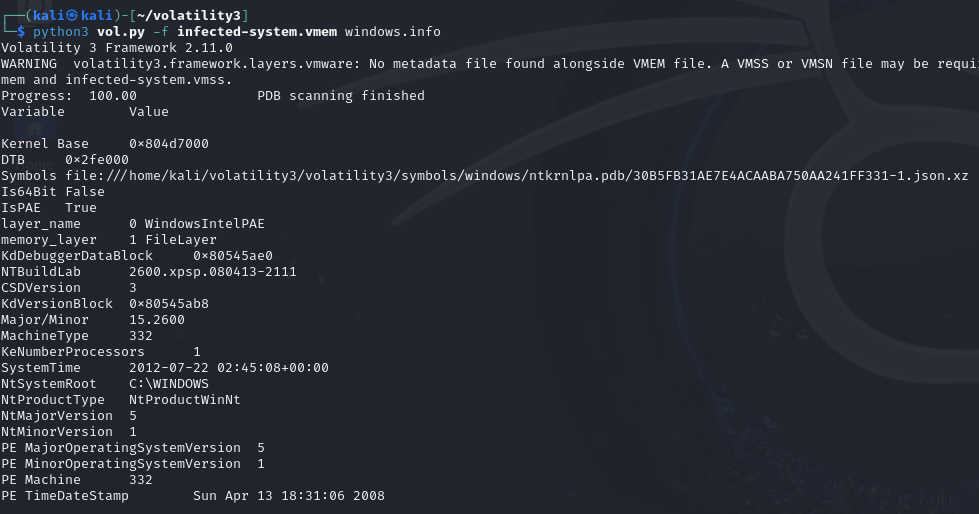 ┌──(kali㉿kali)-[~/volatility3]
└─$ python3 vol.py -f infected-system.vmem windows.info
Volatility 3 Framework 2.11.0
WARNING  volatility3.framework.layers.vmware: No metadata file found alongside VMEM file. A VMSS or VMSN file may be requi
mem and infected-system.vmss.
Progress:  100.00               PDB scanning finished
Variable        Value
Kernel Base     0×804d7000
DTB     0×2fe000
Symbols file:///home/kali/volatility3/volatility3/symbols/windows/ntkrnlpa.pdb/30B5FB31AE7E4ACAABA750AA241FF331-1.json.xz
Is64Bit False
IsPAE   True
layer_name      0 WindowsIntelPAE
memory_layer    1 FileLayer
KdDebuggerDataBlock     0×80545ae0
NTBuildLab      2600.xpsp.080413-2111
CSDVersion      3
KdVersionBlock  0×80545ab8
Major/Minor     15.2600
MachineType     332
KeNumberProcessors      1
SystemTime      2012-07-22 02:45:08+00:00
NtSystemRoot    C:\WINDOWS
NtProductType   NtProductWinNt
NtMajorVersion  5
NtMinorVersion  1
PE MajorOperatingSystemVersion  5
PE MinorOperatingSystemVersion  1
PE Machine      332
PE TimeDateStamp        Sun Apr 13 18:31:06 2008